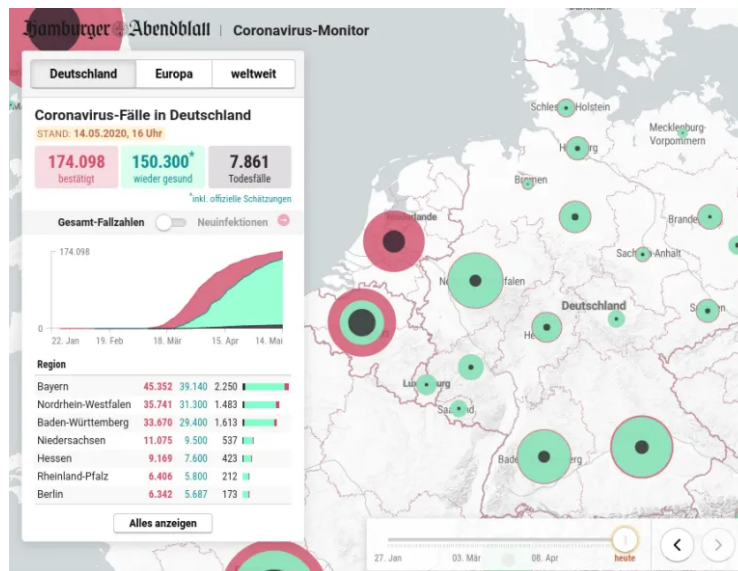 Hamburger Abendblatt | Coronavirus-Monitor
Deutschland Europa weltweit
Coronavirus-Fälle in Deutschland
STAND: 14.05.2020, 16 Uhr
174.098 150.300* 7.861
bestätigt wieder gesund Todesfälle
*inkl. offizielle Schätzungen
Gesamt-Fallzahlen Neuinfektionen
174.098
0
22. Jan 19. Feb 18. Mär 15. Apr 14. Mai
Region
Bayern 45.352 39.140 2.250
Nordrhein-Westfalen 35.741 31.300 1.483
Baden-Württemberg 33.670 29.400 1.613
Niedersachsen 11.075 9.500 537
Hessen 9.169 7.600 423
Rheinland-Pfalz 6.406 5.800 212
Berlin 6.342 5.687 173
Alles anzeigen
Schles Holstein
Mecklenburg-
Vorpommern
Bremen
Brande
Niederlande
Sachsen-Anhalt
Deutschland
Luxemburg
27. Jan 03. Mär 08. Apr heute